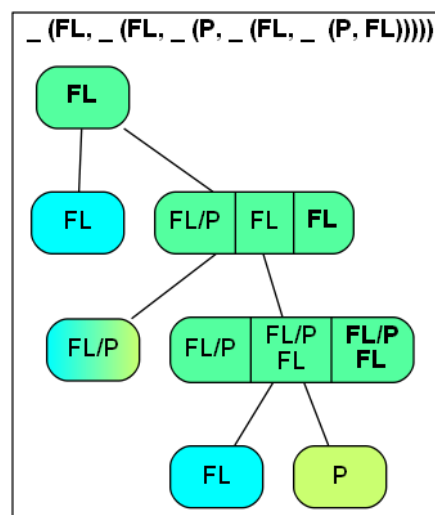 _ (FL, _ (FL, _ (P, _ (FL, _ (P, FL)))))
FL
FL
FL/P FL FL
FL/P
FL/P FL/P FL/P
FL FL
FL P